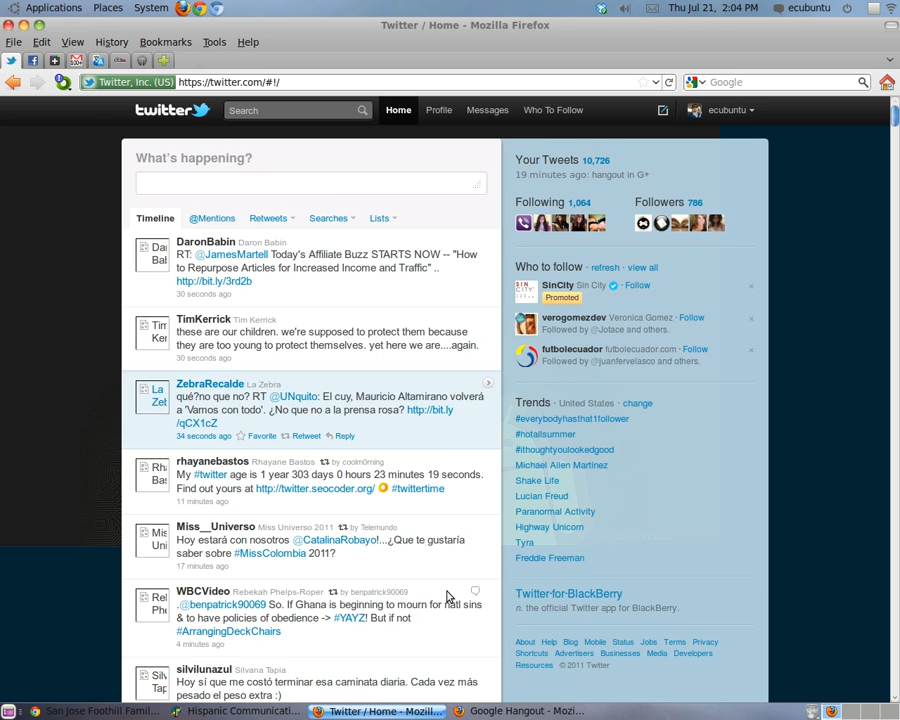 Applications Places System Thu Jul 21, 2:04 PM ecubuntu
Twitter / Home - Mozilla Firefox
File Edit View History Bookmarks Tools Help
Twitter, Inc. (US) https://twitter.com/#!/ Google
twitter Search Home Profile Messages Who To Follow ecubuntu
What's happening?
Timeline @Mentions Retweets Searches Lists
DaronBabin Daron Babin
RT: @JamesMartell Today's Affiliate Buzz STARTS NOW -- "How
to Repurpose Articles for Increased Income and Traffic" ..
http://bit.ly/3rd2b
30 seconds ago
TimKerrick Tim Kerrick
these are our children. we're supposed to protect them because
they are too young to protect themselves. yet here we are....again.
30 seconds ago
ZebraRecalde La Zebra
qué?no que no? RT @UNquito: El cuy, Mauricio Altamirano volverá
a 'Vamos con todo'. ¿No que no a la prensa rosa? http://bit.ly
/qCX1cZ
34 seconds ago Favorite Retweet Reply
rhayanebastos Rhayane Bastos by coolm0rning
My #twitter age is 1 year 303 days 0 hours 23 minutes 19 seconds.
Find out yours at http://twitter.seocoder.org/ #twittertime
11 minutes ago
Miss__Universo Miss Universo 2011 by Telemundo
Hoy estará con nosotros @CatalinaRobayo!...¿Que te gustaría
saber sobre #MissColombia 2011?
17 minutes ago
WBCVideo Rebekah Phelps-Roper by benpatrick90069
.@benpatrick90069 So. If Ghana is beginning to mourn for natl sins
& to have policies of obedience -> #YAYZ! But if not
#ArrangingDeckChairs
4 minutes ago
silvilunazul Silvana Tapia
Hoy sí que me costó terminar esa caminata diaria. Cada vez más
pesado el peso extra :)
Your Tweets 10,726
19 minutes ago: hangout in G+
Following 1,064 Followers 786
Who to follow · refresh · view all
SinCity Sin City · Follow
Promoted
verogomezdev Veronica Gomez · Follow
Followed by @Jotace and others.
futbolecuador futbolecuador.com · Follow
Followed by @juanfervelasco and others.
Trends · United States · change
#everybodyhasthat1follower
#hotallsummer
#ithoughtyoulookedgood
Michael Alien Martinez
Shake Life
Lucian Freud
Paranormal Activity
Highway Unicorn
Tyra
Freddie Freeman
Twitter for BlackBerry
n. the official Twitter app for BlackBerry.
About Help Blog Mobile Status Jobs Terms Privacy
Shortcuts Advertisers Businesses Media Developers
Resources © 2011 Twitter
San Jose Foothill Famil... Hispanic Communicati... Twitter / Home - Mozill... Google Hangout - Mozi...